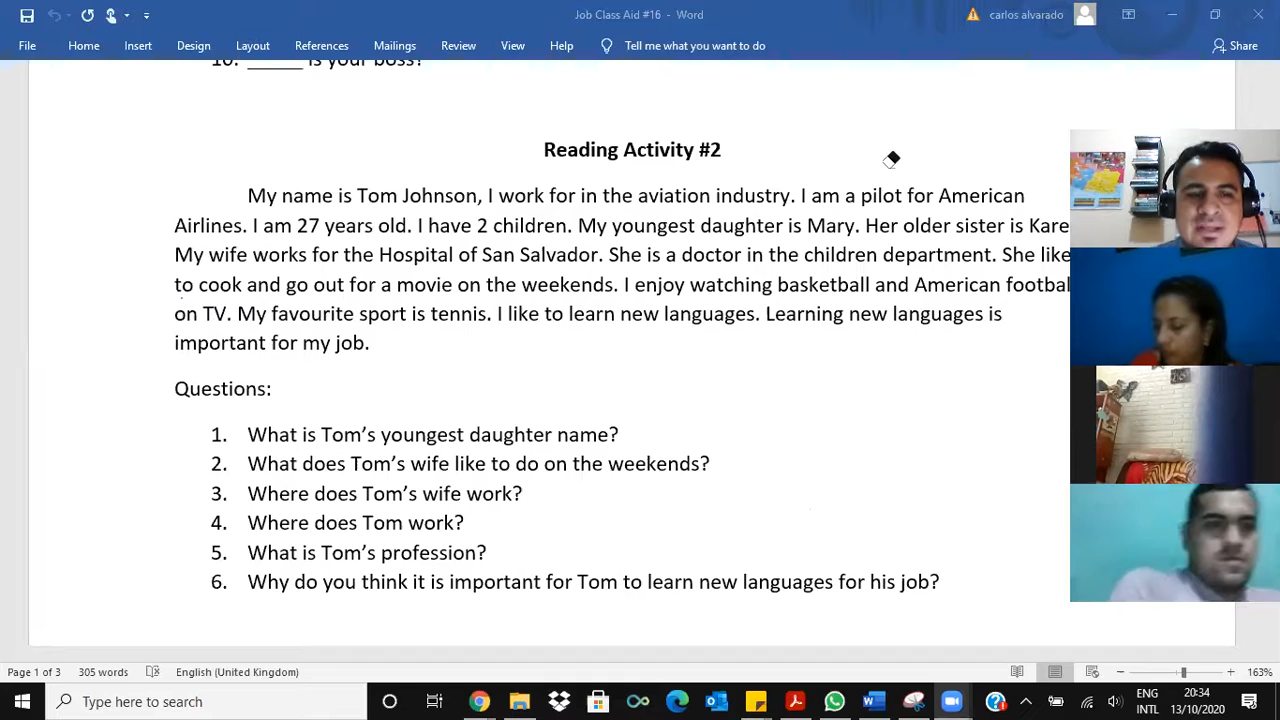 Job Class Aid #16 - Word
carlos alvarado
File Home Insert Design Layout References Mailings Review View Help Tell me what you want to do Share
10. ______ is your boss?
Reading Activity #2
My name is Tom Johnson, I work for in the aviation industry. I am a pilot for American
Airlines. I am 27 years old. I have 2 children. My youngest daughter is Mary. Her older sister is Kare
My wife works for the Hospital of San Salvador. She is a doctor in the children department. She like
to cook and go out for a movie on the weekends. I enjoy watching basketball and American footbal
on TV. My favourite sport is tennis. I like to learn new languages. Learning new languages is
important for my job.
Questions:
1. What is Tom’s youngest daughter name?
2. What does Tom’s wife like to do on the weekends?
3. Where does Tom’s wife work?
4. Where does Tom work?
5. What is Tom’s profession?
6. Why do you think it is important for Tom to learn new languages for his job?
Page 1 of 3 305 words English (United Kingdom) 163%
Type here to search
ENG 20:34
INTL 13/10/2020